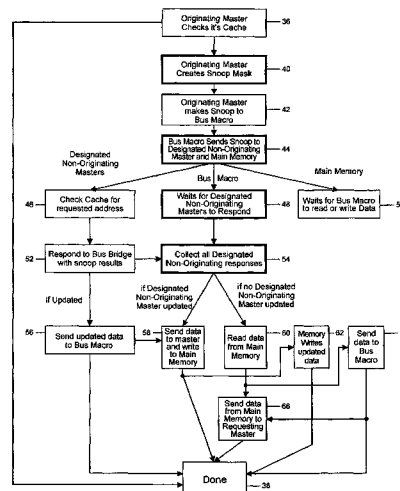 Originating Master
Checks it's Cache
36
Originating Master
Creates Snoop Mask
40
Originating Master
makes Snoop to
Bus Macro
42
Bus Macro Sends Snoop to
Designated Non-Originating
Master and Main Memory
44
Designated
Non-Originating
Masters
Bus Macro
Main Memory
Check Cache for
requested address
Waits for Designated
Non-Originating
Masters to Respond
48
Waits for Bus Macro
to read or write Data
5
Respond to Bus Bridge
with snoop results
52
Collect all Designated
Non-Originating responses
54
if Updated
if Designated
Non-Originating
Master updated
if no Designated
Non-Originating
Master updated
Send updated data
to Bus Macro
56
58
Send data
to master
and write
to Main
Memory
60
Read data
from Main
Memory
62
Memory
Writes
updated
data
Send
data to
Bus
Macro
Send data
from Main
Memory to
Requesting
Master
66
Done
38